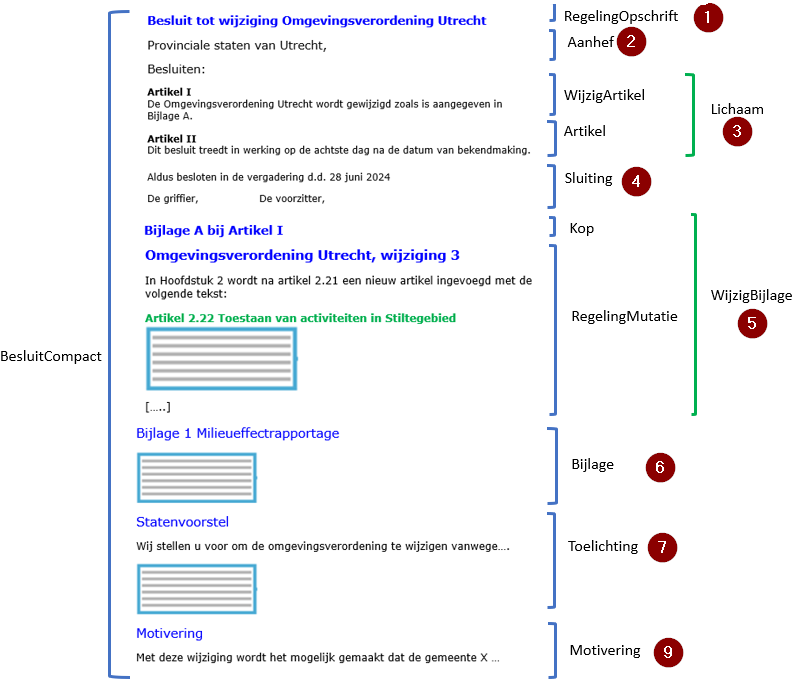 Besluit tot wijziging Omgevingsverordening Utrecht
RegelingOpschrift 1
Provinciale staten van Utrecht,
Aanhef 2
Besluiten:
Artikel I
De Omgevingsverordening Utrecht wordt gewijzigd zoals is aangegeven in
Bijlage A.
WijzigArtikel
Artikel II
Dit besluit treedt in werking op de achtste dag na de datum van bekendmaking.
Artikel
Lichaam
3
Aldus besloten in de vergadering d.d. 28 juni 2024
De griffier, De voorzitter,
Sluiting 4
Bijlage A bij Artikel I
Kop
Omgevingsverordening Utrecht, wijziging 3
In Hoofdstuk 2 wordt na artikel 2.21 een nieuw artikel ingevoegd met de
volgende tekst:
Artikel 2.22 Toestaan van activiteiten in Stiltegebied
[.....]
RegelingMutatie
WijzigBijlage
5
BesluitCompact
Bijlage 1 Milieueffectrapportage
Bijlage 6
Statenvoorstel
Wij stellen u voor om de omgevingsverordening te wijzigen vanwege....
Toelichting 7
Motivering
Met deze wijziging wordt het mogelijk gemaakt dat de gemeente X ...
Motivering 9